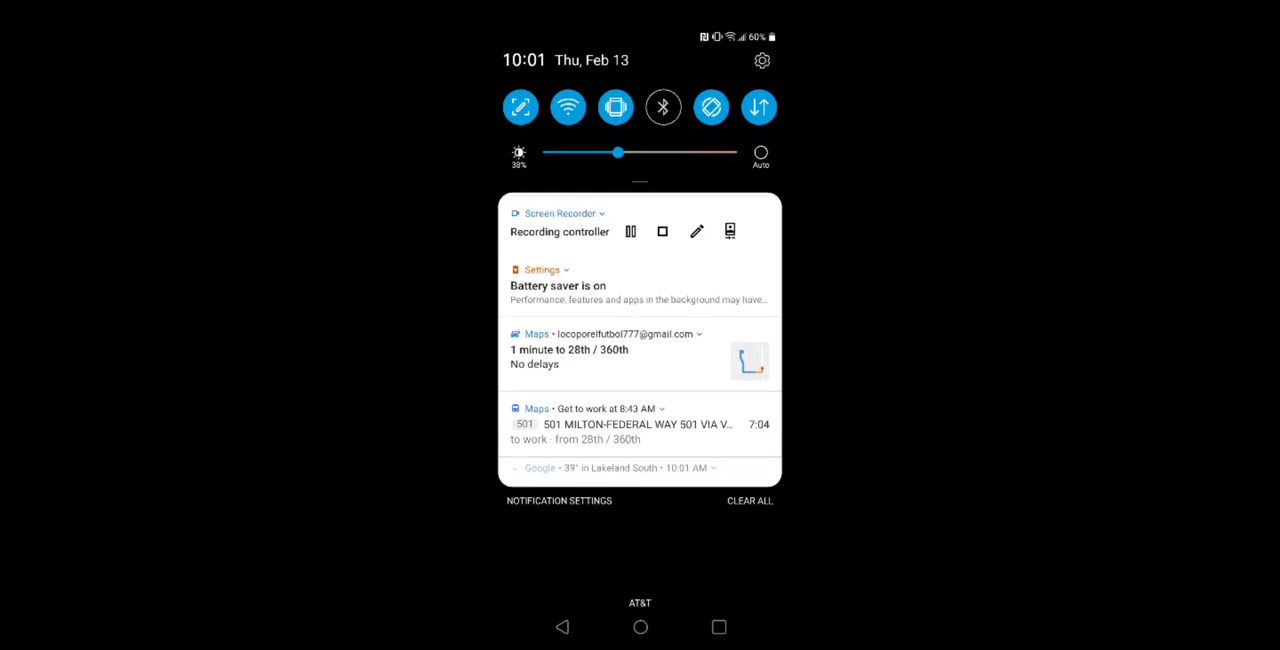 60%
10:01 Thu, Feb 13
38%
Auto
Screen Recorder
Recording controller
Settings
Battery saver is on
Performance, features and apps in the background may have...
Maps • locoporelfutbol777@gmail.com
1 minute to 28th / 360th
No delays
Maps • Get to work at 8:43 AM
501 501 MILTON-FEDERAL WAY 501 VIA V... 7:04
to work · from 28th / 360th
Google • 39° in Lakeland South • 10:01 AM
NOTIFICATION SETTINGS CLEAR ALL
AT&T